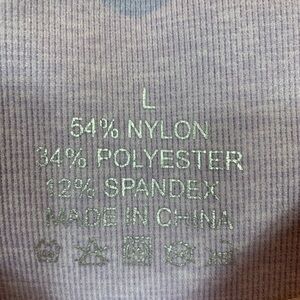 L
54% NYLON
34% POLYESTER
12% SPANDEX
MADE IN CHINA